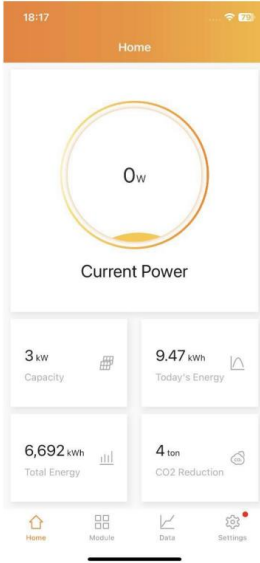 18:17
79
Home
0w
Current Power
3 kW
Capacity
9.47 kWh
Today's Energy
6,692 kWh
Total Energy
4 ton
CO2 Reduction
Home
Module
Data
Settings